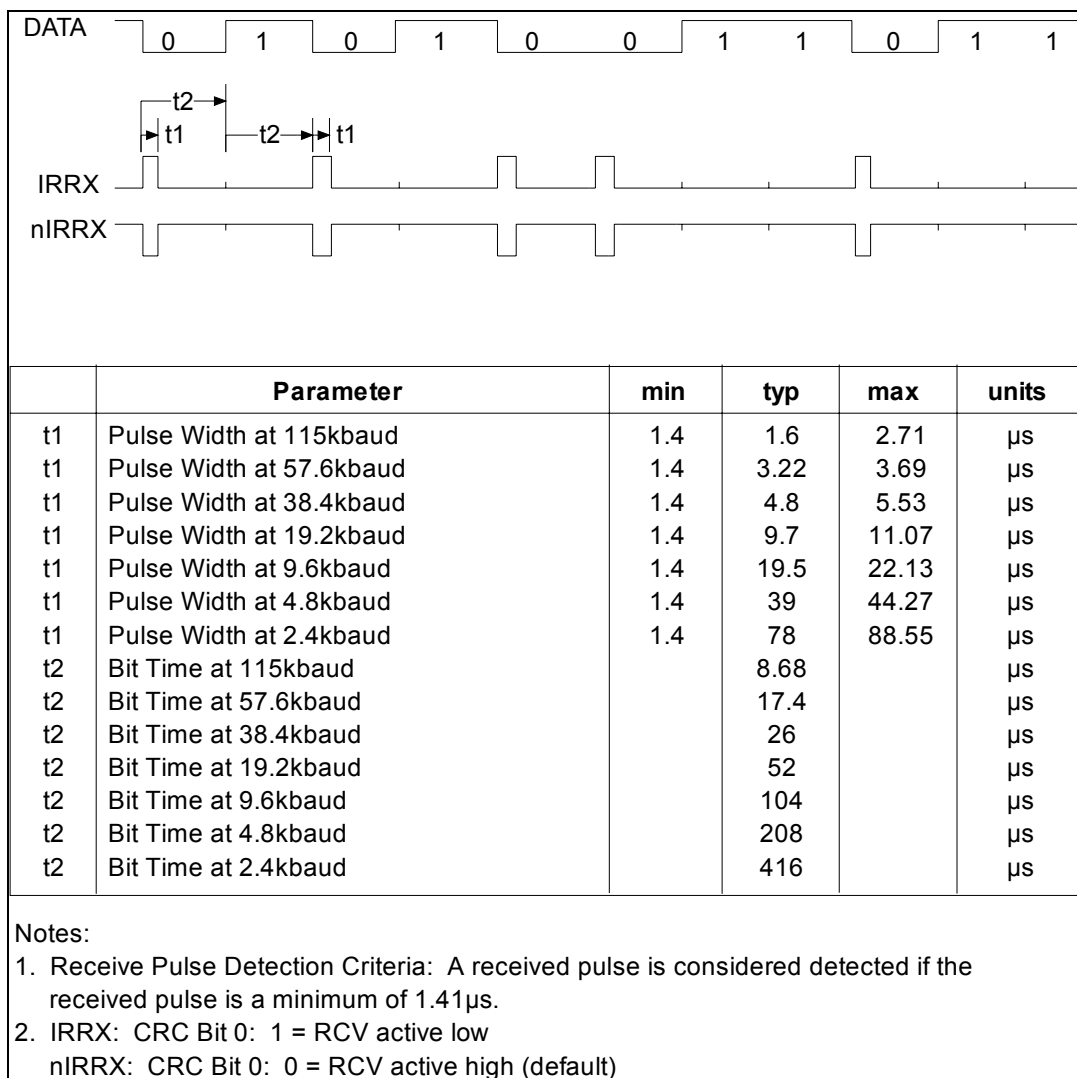 DATA 0 1 0 1 0 0 1 1 0 1 1
t2
t1 t2 t1
IRRX
nIRRX
Parameter min typ max units
t1 Pulse Width at 115kbaud 1.4 1.6 2.71 µs
t1 Pulse Width at 57.6kbaud 1.4 3.22 3.69 µs
t1 Pulse Width at 38.4kbaud 1.4 4.8 5.53 µs
t1 Pulse Width at 19.2kbaud 1.4 9.7 11.07 µs
t1 Pulse Width at 9.6kbaud 1.4 19.5 22.13 µs
t1 Pulse Width at 4.8kbaud 1.4 39 44.27 µs
t1 Pulse Width at 2.4kbaud 1.4 78 88.55 µs
t2 Bit Time at 115kbaud 8.68 µs
t2 Bit Time at 57.6kbaud 17.4 µs
t2 Bit Time at 38.4kbaud 26 µs
t2 Bit Time at 19.2kbaud 52 µs
t2 Bit Time at 9.6kbaud 104 µs
t2 Bit Time at 4.8kbaud 208 µs
t2 Bit Time at 2.4kbaud 416 µs
Notes:
1. Receive Pulse Detection Criteria: A received pulse is considered detected if the
received pulse is a minimum of 1.41µs.
2. IRRX: CRC Bit 0: 1 = RCV active low
nIRRX: CRC Bit 0: 0 = RCV active high (default)